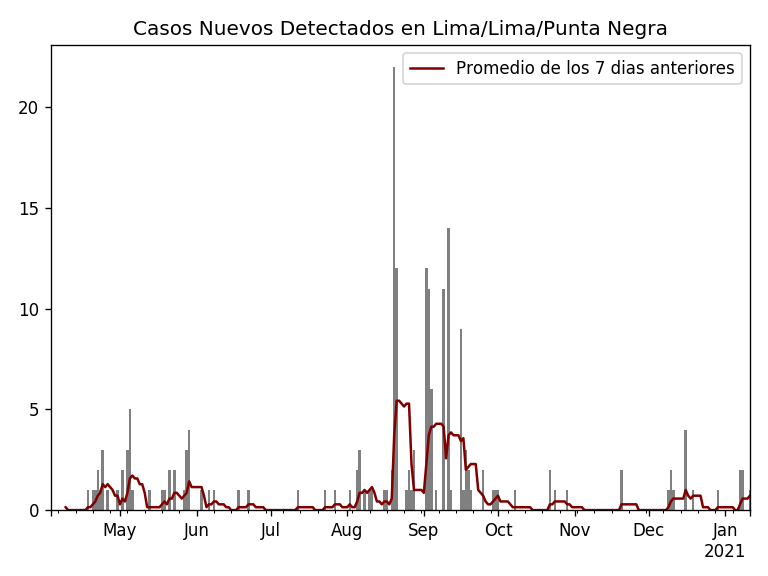 Casos Nuevos Detectados en Lima/Lima/Punta Negra
Promedio de los 7 dias anteriores
20
15
10
5
0
May Jun Jul Aug Sep Oct Nov Dec Jan
2021